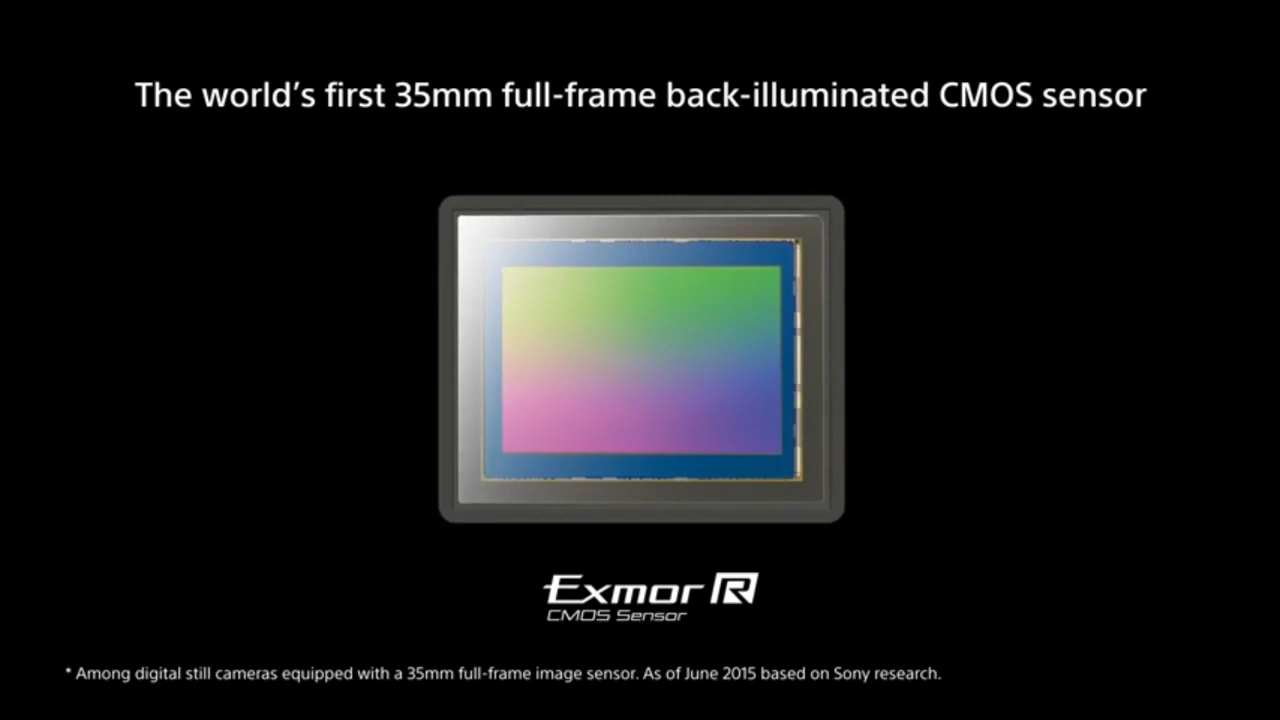 The world's first 35mm full-frame back-illuminated CMOS sensor
Exmor R
CMOS Sensor
* Among digital still cameras equipped with a 35mm full-frame image sensor. As of June 2015 based on Sony research.